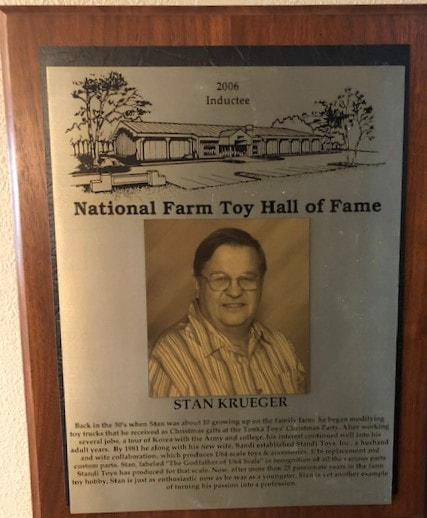 2006
Inductee
National Farm Toy Hall of Fame
STAN KRUEGER
Back in the 50's when Stan was about 10 growing up on the family farm he began modifying
toy trucks that he received as Christmas gifts at the Tonka Toys' Christmas Party. After working
several jobs, a tour of Korea with the Army and college, his interest continued well into his
adult years. By 1981 he along with his new wife, Sandi established Standi Toys, Inc., a husband
and wife collaboration, which produces 1/64 scale toys & accessories, 1/16 replacement and
custom parts. Stan, labeled "The Godfather of 1/64 Scale" in recognition of all the various parts
Standi Toys has produced for that scale. Now, after more than 25 passionate years in the farm
toy hobby, Stan is just as enthusiastic now as he was as a youngster. Stan is yet another example
of turning his passion into a profession.